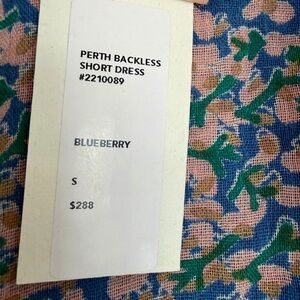 PERTH BACKLESS
SHORT DRESS
#2210089
BLUEBERRY
S
$288